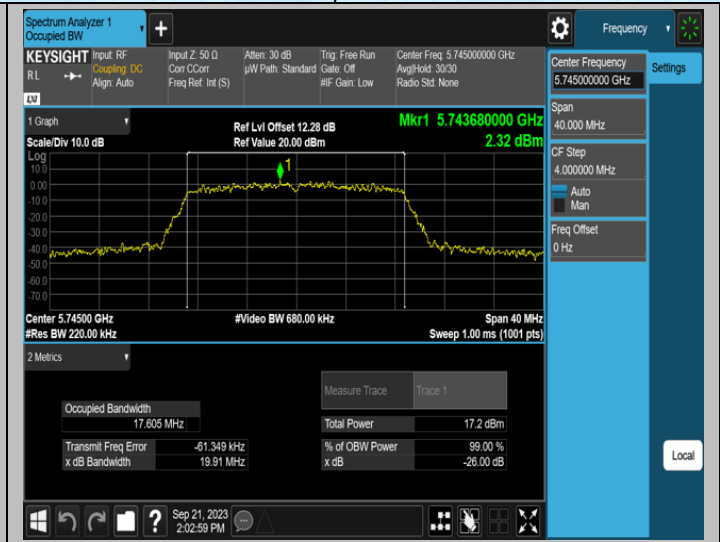 Spectrum Analyzer 1
Occupied BW
+
Frequency
KEYSIGHT
RL
LXI
Input: RF
Coupling: DC
Align: Auto
Input Z: 50 Ω
Corr CCorr
Freq Ref: Int (S)
Atten: 30 dB
µW Path: Standard
Trig: Free Run
Gate: Off
#IF Gain: Low
Center Freq: 5.745000000 GHz
Avg|Hold: 30/30
Radio Std: None
Center Frequency
5.745000000 GHz
Settings
Span
40.000 MHz
CF Step
4.000000 MHz
Auto
Man
Freq Offset
0 Hz
Local
1 Graph
Scale/Div 10.0 dB
Ref Lvl Offset 12.28 dB
Ref Value 20.00 dBm
Mkr1 5.743680000 GHz
2.32 dBm
Log
10.0
0.00
-10.0
-20.0
-30.0
-40.0
-50.0
-60.0
-70.0
1
Center 5.74500 GHz
#Res BW 220.00 kHz
#Video BW 680.00 kHz
Span 40 MHz
Sweep 1.00 ms (1001 pts)
2 Metrics
Measure Trace Trace 1
Occupied Bandwidth
17.605 MHz
Total Power 17.2 dBm
Transmit Freq Error -61.349 kHz
% of OBW Power 99.00 %
x dB Bandwidth 19.91 MHz
x dB -26.00 dB
?
Sep 21, 2023
2:02:59 PM